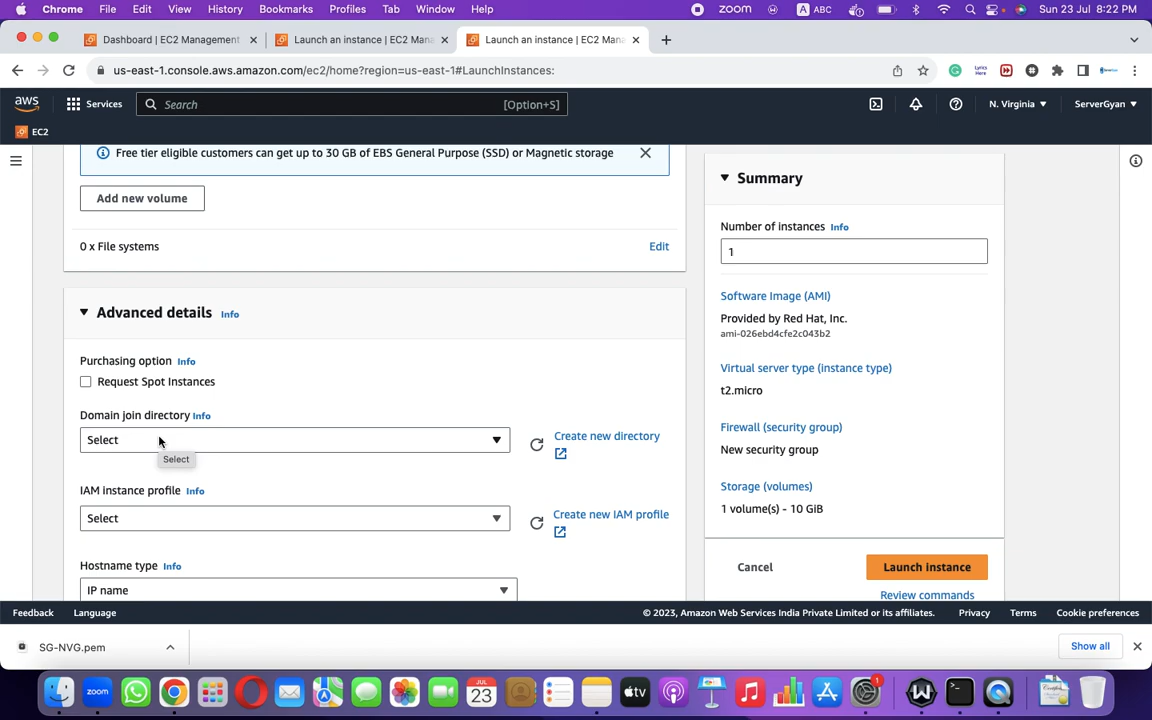 Chrome File Edit View History Bookmarks Profiles Tab Window Help zoom A ABC Sun 23 Jul 8:22 PM
Dashboard | EC2 Management Launch an instance | EC2 Mana Launch an instance | EC2 Mana
us-east-1.console.aws.amazon.com/ec2/home?region=us-east-1#LaunchInstances:
aws Services Search [Option+S] N. Virginia ServerGyan
EC2
Free tier eligible customers can get up to 30 GB of EBS General Purpose (SSD) or Magnetic storage
Add new volume
0 x File systems Edit
Advanced details Info
Purchasing option Info
Request Spot Instances
Domain join directory Info
Select
Create new directory
Select
IAM instance profile Info
Select
Create new IAM profile
Hostname type Info
IP name
Summary
Number of instances Info
1
Software Image (AMI)
Provided by Red Hat, Inc.
ami-026ebd4cfe2c043b2
Virtual server type (instance type)
t2.micro
Firewall (security group)
New security group
Storage (volumes)
1 volume(s) - 10 GiB
Cancel Launch instance
Review commands
Feedback Language © 2023, Amazon Web Services India Private Limited or its affiliates. Privacy Terms Cookie preferences
SG-NVG.pem Show all
JUL
23
zoom
tv
1